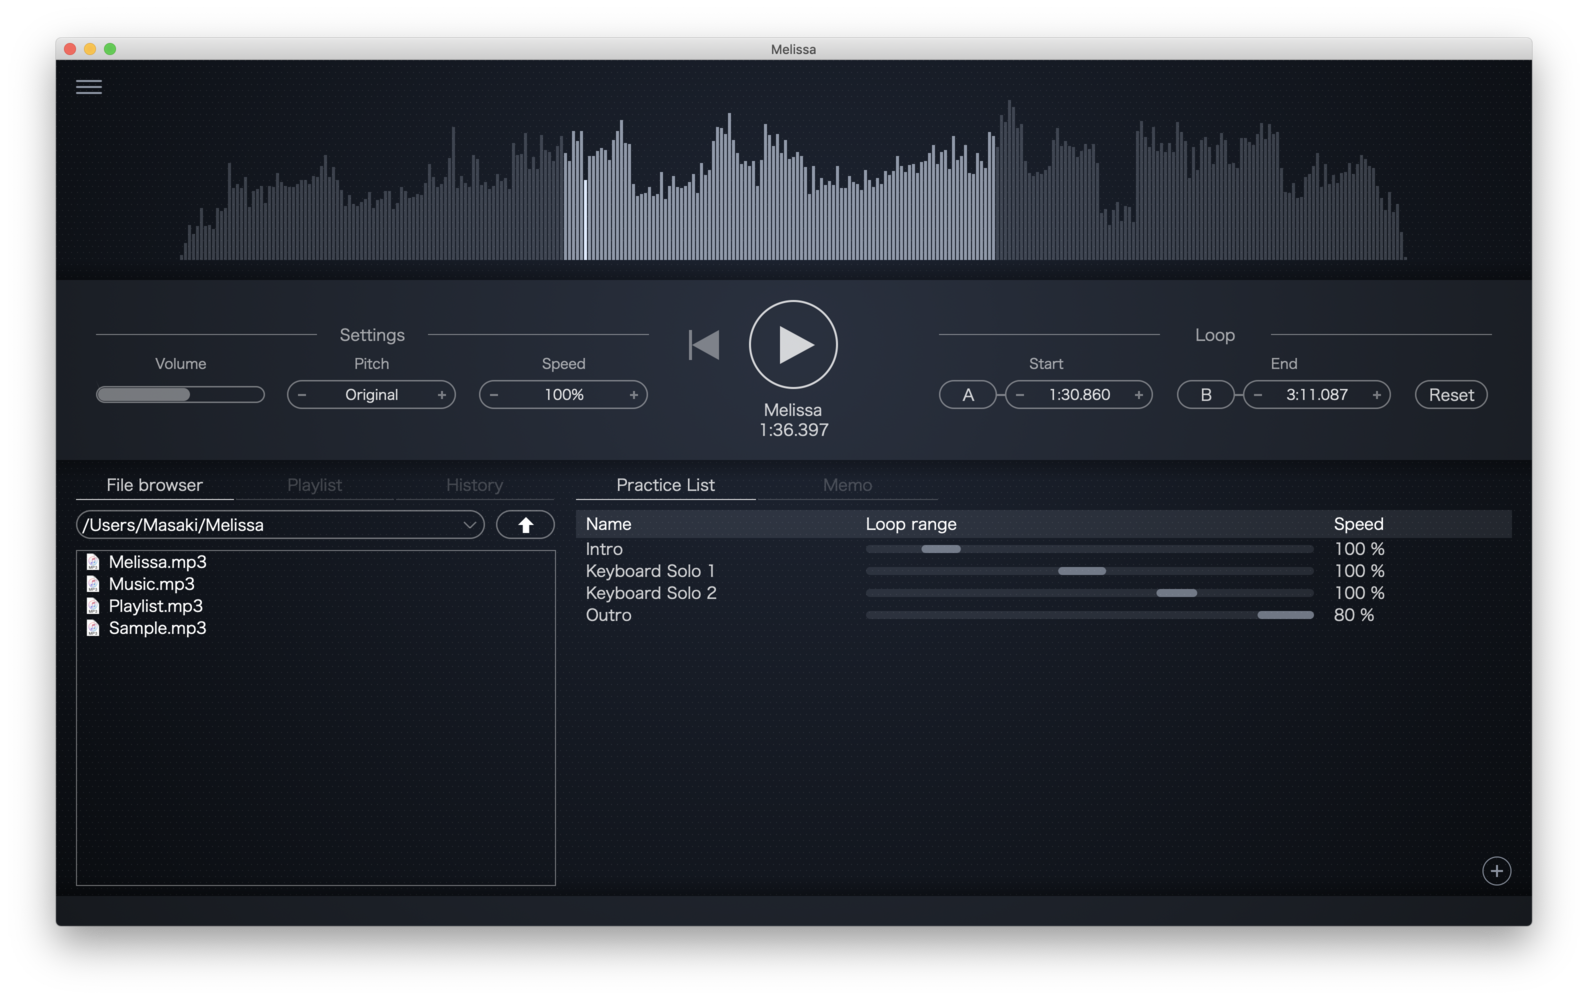 Melissa
Settings
Volume
Pitch
Speed
− Original +
− 100% +
Melissa
1:36.397
Loop
Start
End
A
− 1:30.860 +
B
− 3:11.087 +
Reset
File browser
Playlist
History
/Users/Masaki/Melissa
Melissa.mp3
Music.mp3
Playlist.mp3
Sample.mp3
Practice List
Memo
Name Loop range Speed
Intro 100 %
Keyboard Solo 1 100 %
Keyboard Solo 2 100 %
Outro 80 %
+